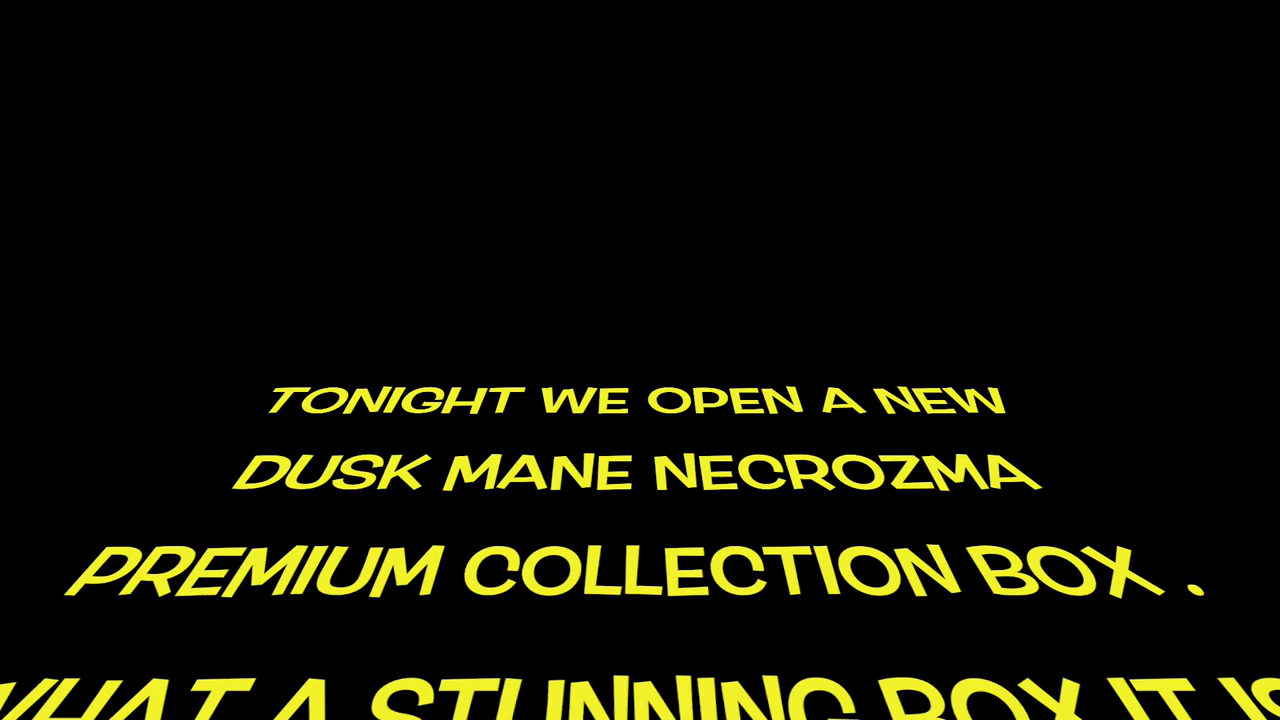 TONIGHT WE OPEN A NEW
DUSK MANE NECROZMA
PREMIUM COLLECTION BOX .
WHAT A STUNNING BOX IT IS